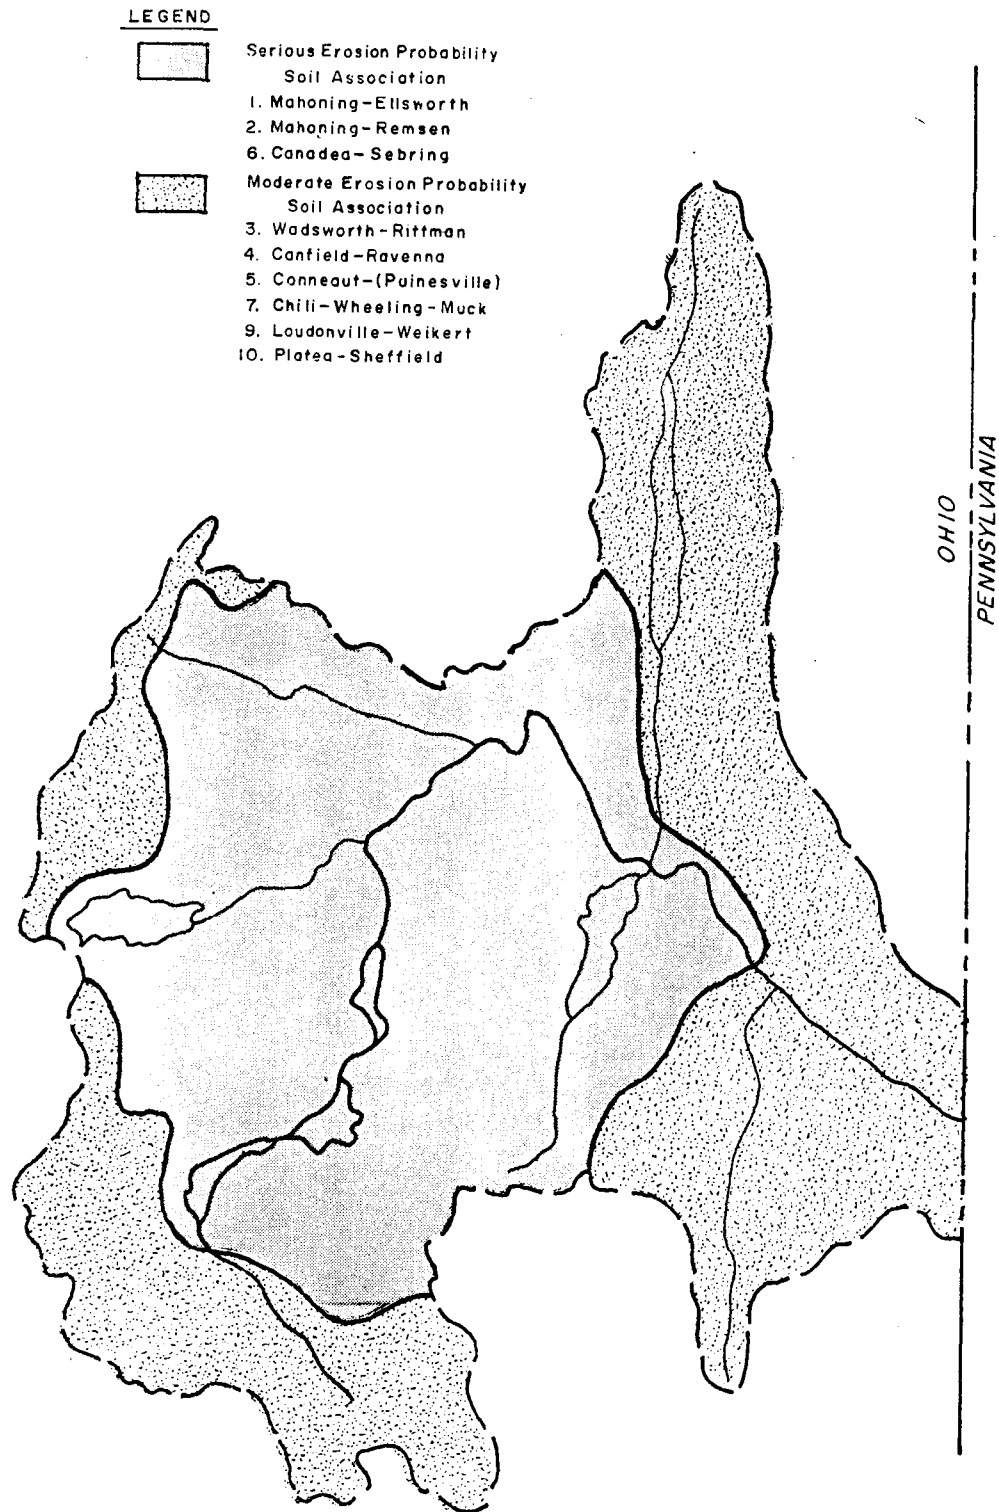 LEGEND
Serious Erosion Probability
Soil Association
1. Mahoning-Ellsworth
2. Mahoning-Remsen
6. Canadea-Sebring
Moderate Erosion Probability
Soil Association
3. Wadsworth-Rittman
4. Canfield-Ravenna
5. Conneaut-(Puinesville)
7. Chili-Wheeling-Muck
9. Loudonville-Weikert
10. Platea-Sheffield
OHIO
PENNSYLVANIA